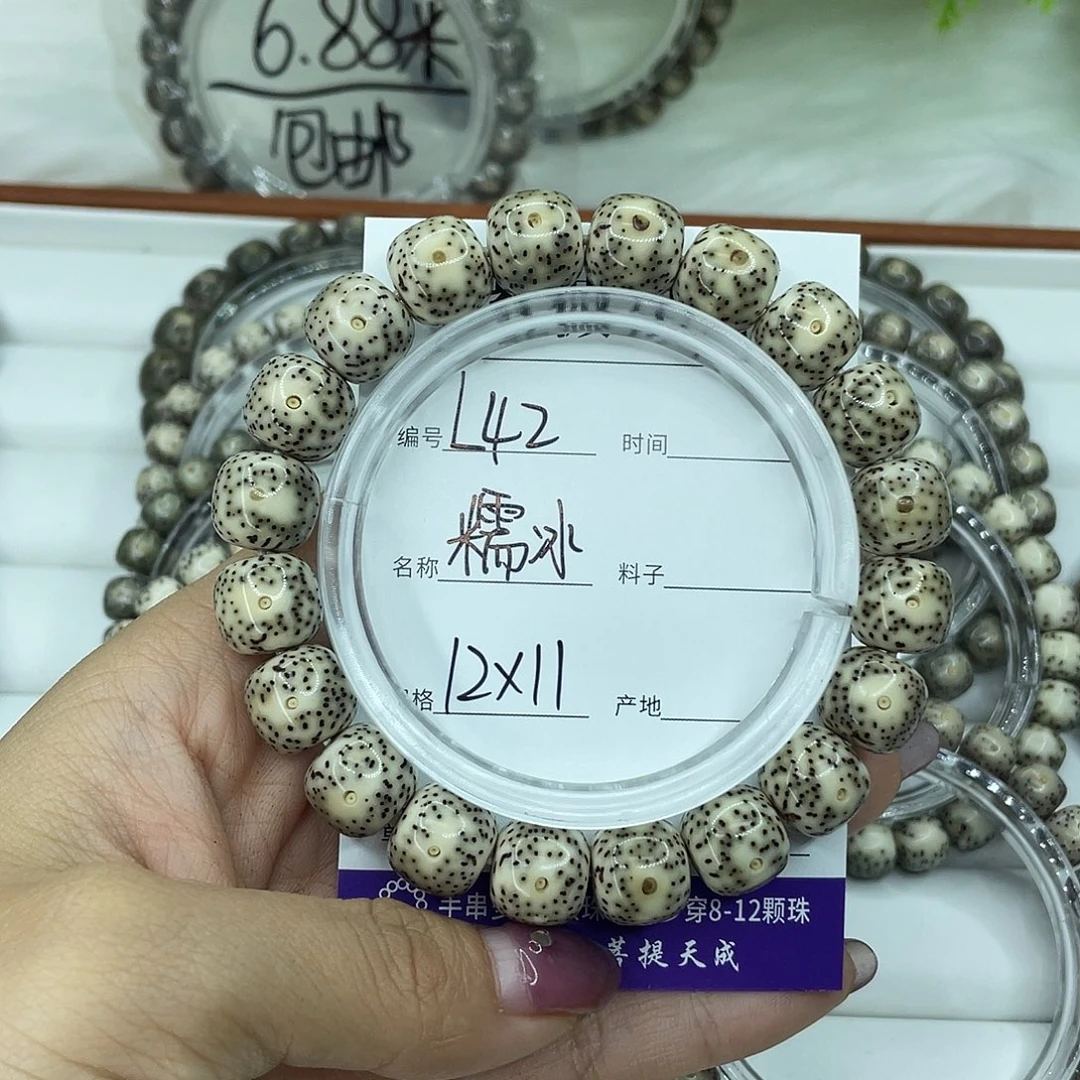 6.88米
包邮
编号 L42 时间
名称 糯冰 料子
格 12x11 产地
穿8-12颗珠
菩提天成